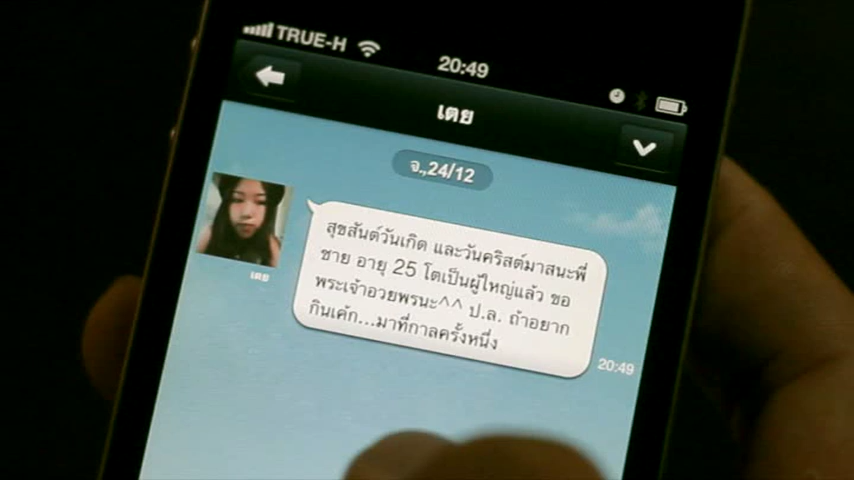 TRUE-H
20:49
เตย
จ.,24/12
สุขสันต์วันเกิด และวันคริสต์มาสนะพี่
ชาย อายุ 25 โตเป็นผู้ใหญ่แล้ว ขอ
พระเจ้าอวยพรนะ^^ ป.ล. ถ้าอยาก
กินเค้ก...มาที่กาลครั้งหนึ่ง
เตย
20:49